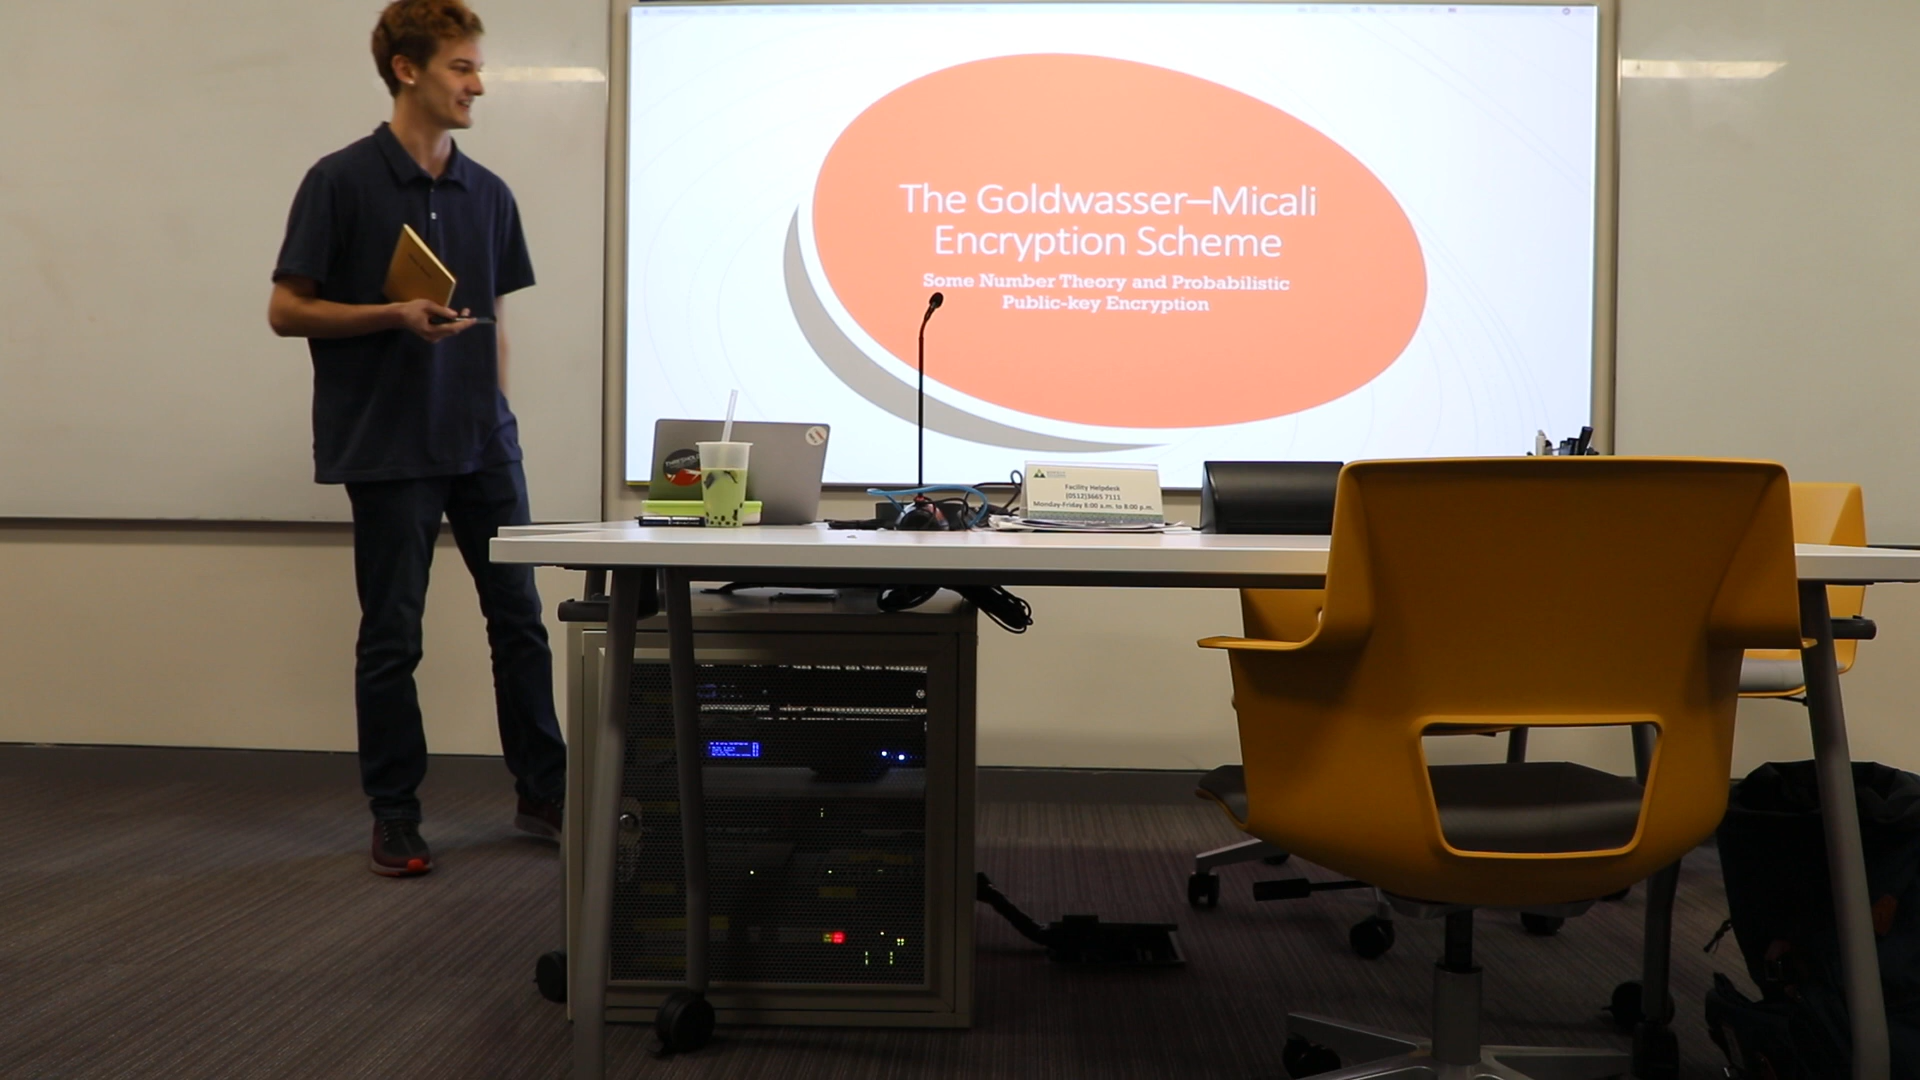 The Goldwasser–Micali
Encryption Scheme
Some Number Theory and Probabilistic
Public-key Encryption
THRESHOLD
Facility Helpdesk
(0512)3665 7111
Monday-Friday 8:00 a.m. to 8:00 p.m.